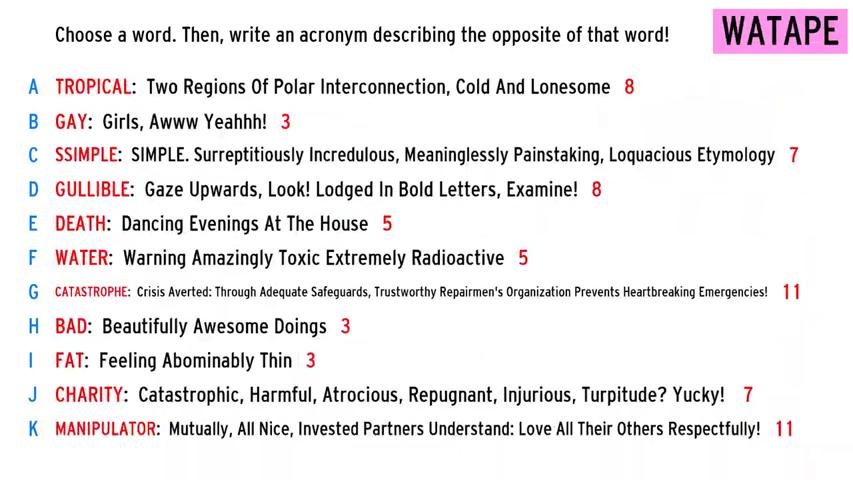 Choose a word. Then, write an acronym describing the opposite of that word!
WATAPE
A TROPICAL: Two Regions Of Polar Interconnection, Cold And Lonesome 8
B GAY: Girls, Awww Yeahhh! 3
C SSIMPLE: SIMPLE. Surreptitiously Incredulous, Meaninglessly Painstaking, Loquacious Etymology 7
D GULLIBLE: Gaze Upwards, Look! Lodged In Bold Letters, Examine! 8
E DEATH: Dancing Evenings At The House 5
F WATER: Warning Amazingly Toxic Extremely Radioactive 5
G CATASTROPHE: Crisis Averted: Through Adequate Safeguards, Trustworthy Repairmen's Organization Prevents Heartbreaking Emergencies! 11
H BAD: Beautifully Awesome Doings 3
I FAT: Feeling Abominably Thin 3
J CHARITY: Catastrophic, Harmful, Atrocious, Repugnant, Injurious, Turpitude? Yucky! 7
K MANIPULATOR: Mutually, All Nice, Invested Partners Understand: Love All Their Others Respectfully! 11